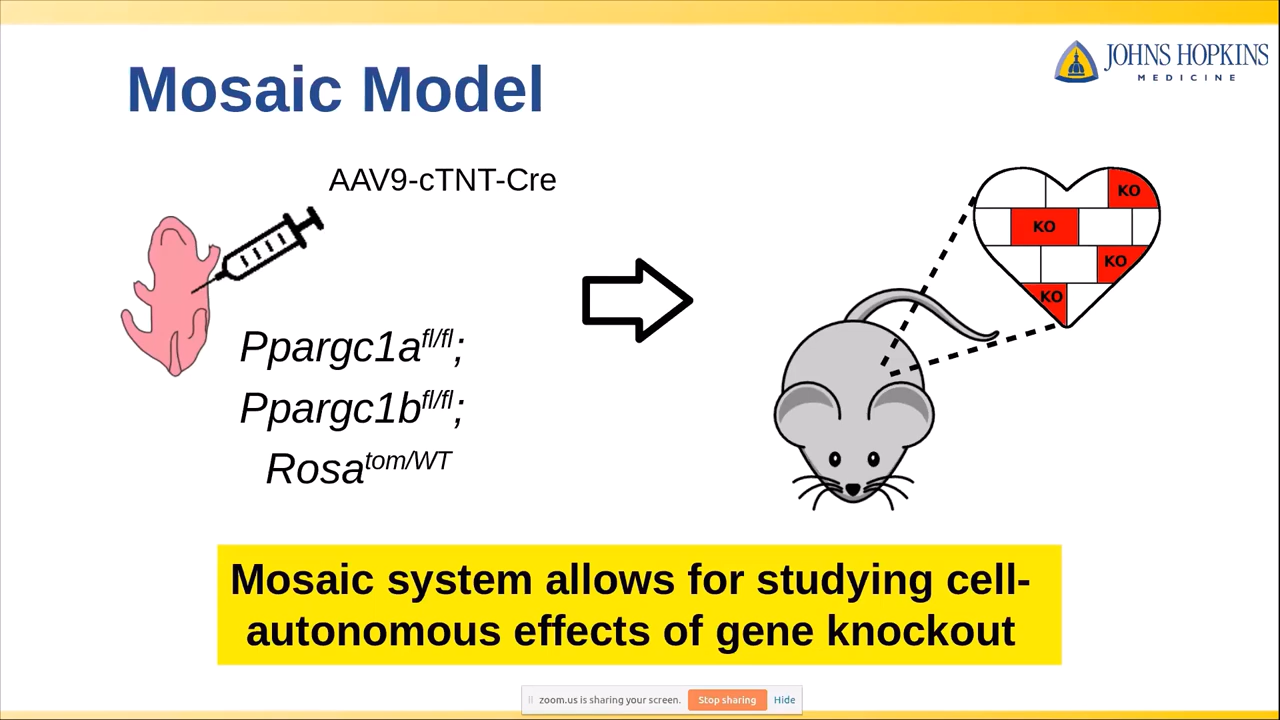 Mosaic Model
JOHNS HOPKINS
MEDICINE
AAV9-cTNT-Cre
Ppargc1afl/fl;
Ppargc1bfl/fl;
Rosatom/WT
KO
KO
KO
KO
Mosaic system allows for studying cell-
autonomous effects of gene knockout
zoom.us is sharing your screen. Stop sharing Hide